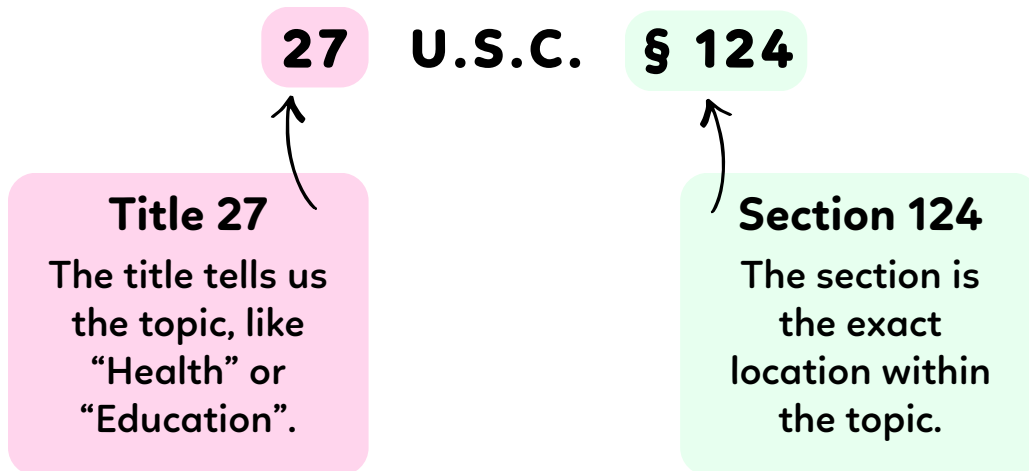 27 U.S.C. § 124
Title 27
The title tells us
the topic, like
“Health” or
“Education”.
Section 124
The section is
the exact
location within
the topic.